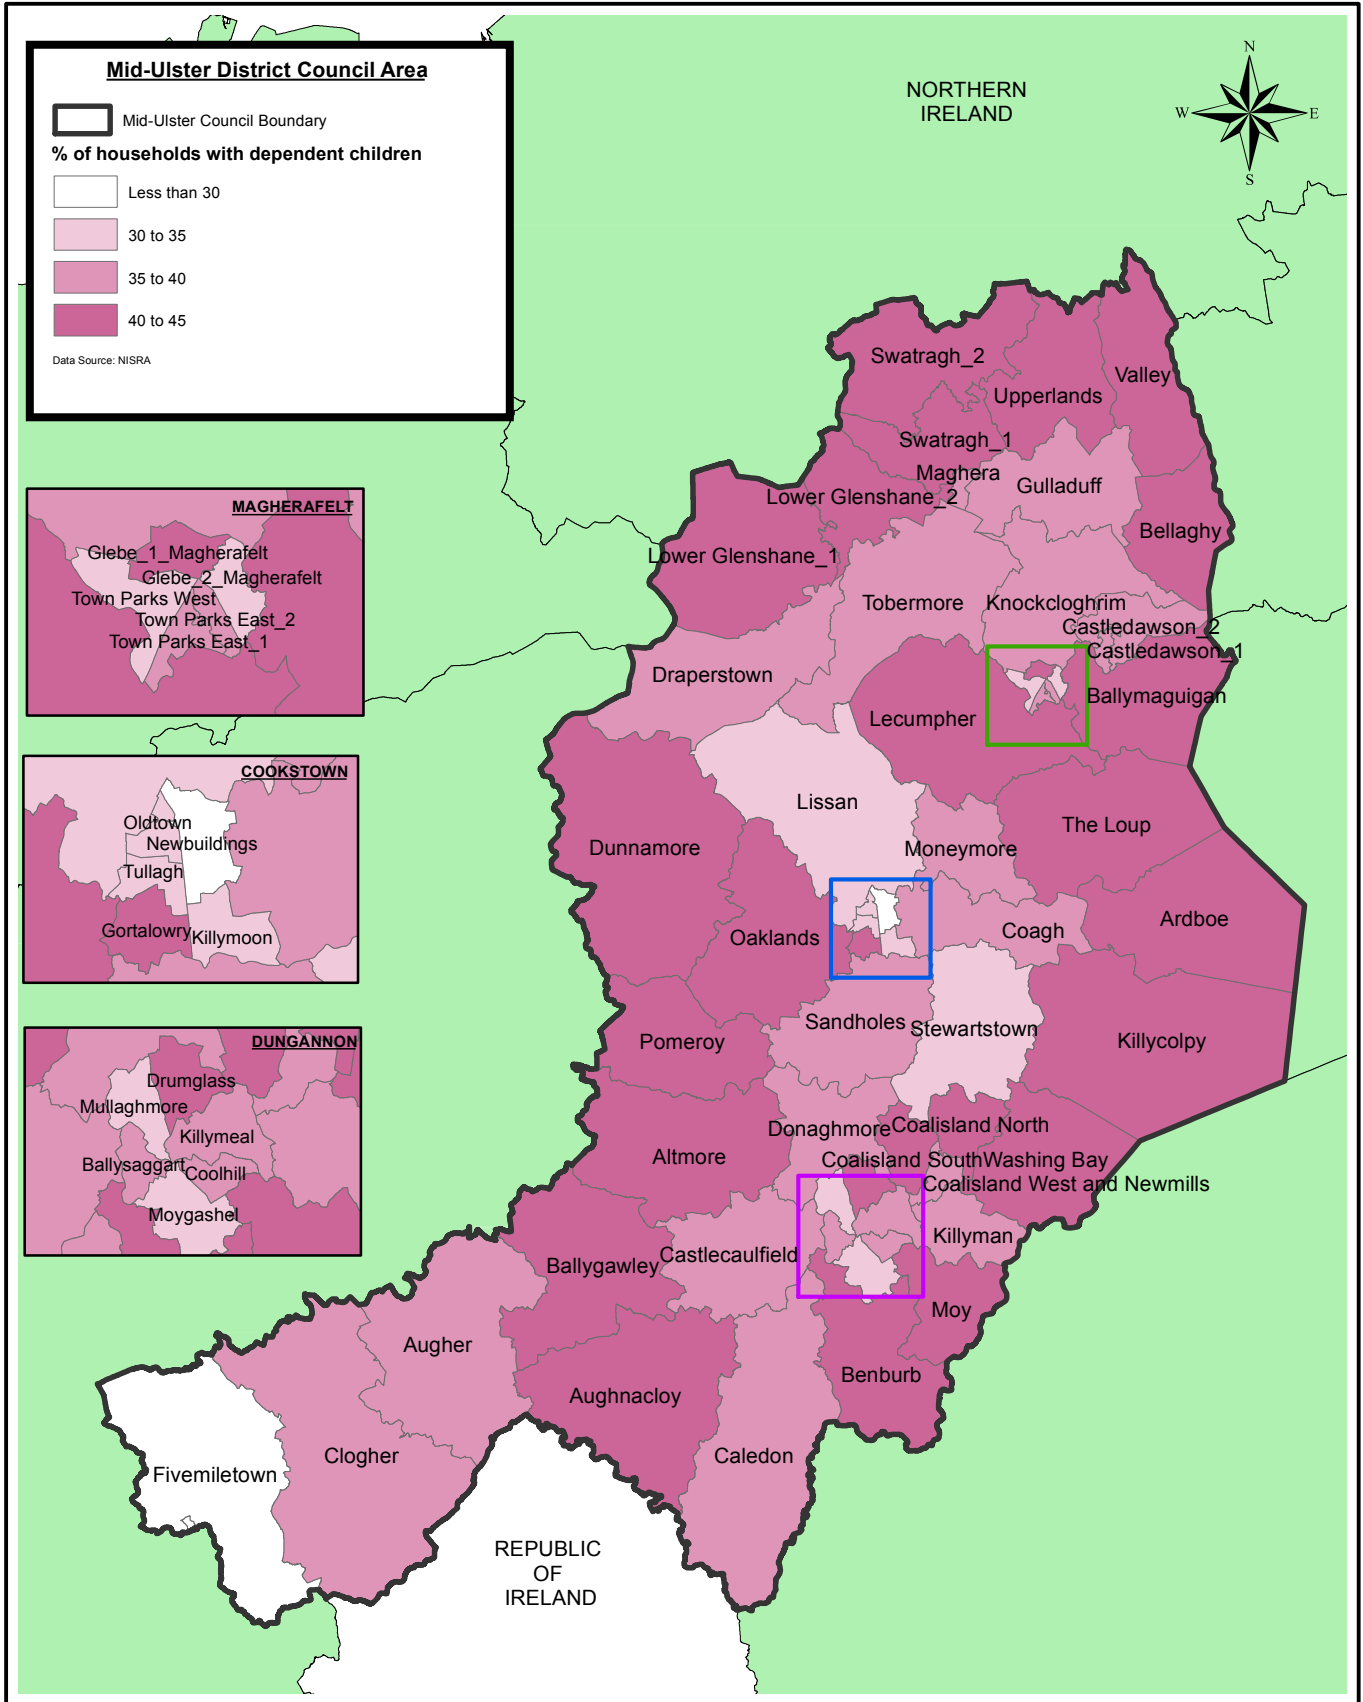 Mid-Ulster District Council Area
Mid-Ulster Council Boundary
% of households with dependent children
Less than 30
30 to 35
35 to 40
40 to 45
Data Source: NISRA
NORTHERN
IRELAND
N
W
E
S
Swatragh_2
Valley
Upperlands
Swatragh_1
Maghera
Gulladuff
Lower Glenshane_2
Bellaghy
Lower Glenshane_1
Tobermore
Knockcloghrim
Castledawson_2
Castledawson_1
Draperstown
Ballymaguigan
Lecumpher
Lissan
The Loup
Dunnamore
Moneymore
Ardboe
Oaklands
Coagh
Sandholes
Stewartstown
Pomeroy
Killycolpy
Donaghmore
Coalisland North
Altmore
Coalisland South
Washing Bay
Coalisland West and Newmills
Killyman
Castlecaulfield
Ballygawley
Moy
Augher
Benburb
Aughnacloy
Clogher
Caledon
Fivemiletown
REPUBLIC
OF
IRELAND
MAGHERAFELT
Glebe_1_Magherafelt
Glebe_2_Magherafelt
Town Parks West
Town Parks East_2
Town Parks East_1
COOKSTOWN
Oldtown
Newbuildings
Tullagh
Gortalowry
Killymoon
DUNGANNON
Drumglass
Mullaghmore
Killymeal
Ballysaggart
Coolhill
Moygashel